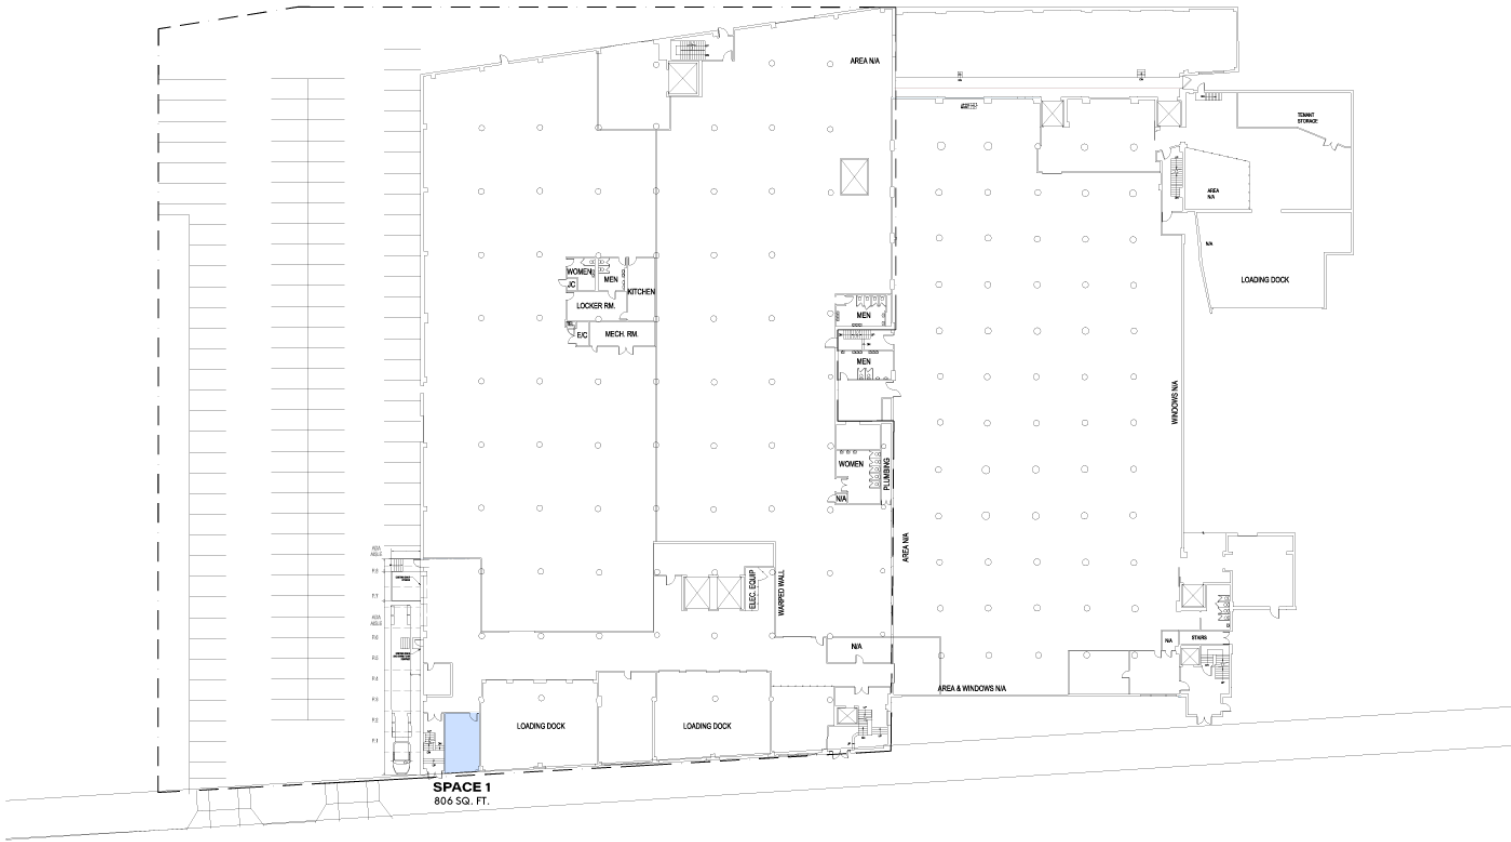 AREA N/A
TENANT
STORAGE
AREA
N/A
N/A
LOADING DOCK
WOMEN
MEN
J/C
KITCHEN
LOCKER RM.
E/C
MECH. RM.
MEN
MEN
WINDOWS N/A
WOMEN
PLUMBING
N/A
AREA N/A
ELEC. EQUIP
WARPED WALL
N/A
N/A
STAIRS
AREA & WINDOWS N/A
LOADING DOCK
LOADING DOCK
SPACE 1
806 SQ. FT.